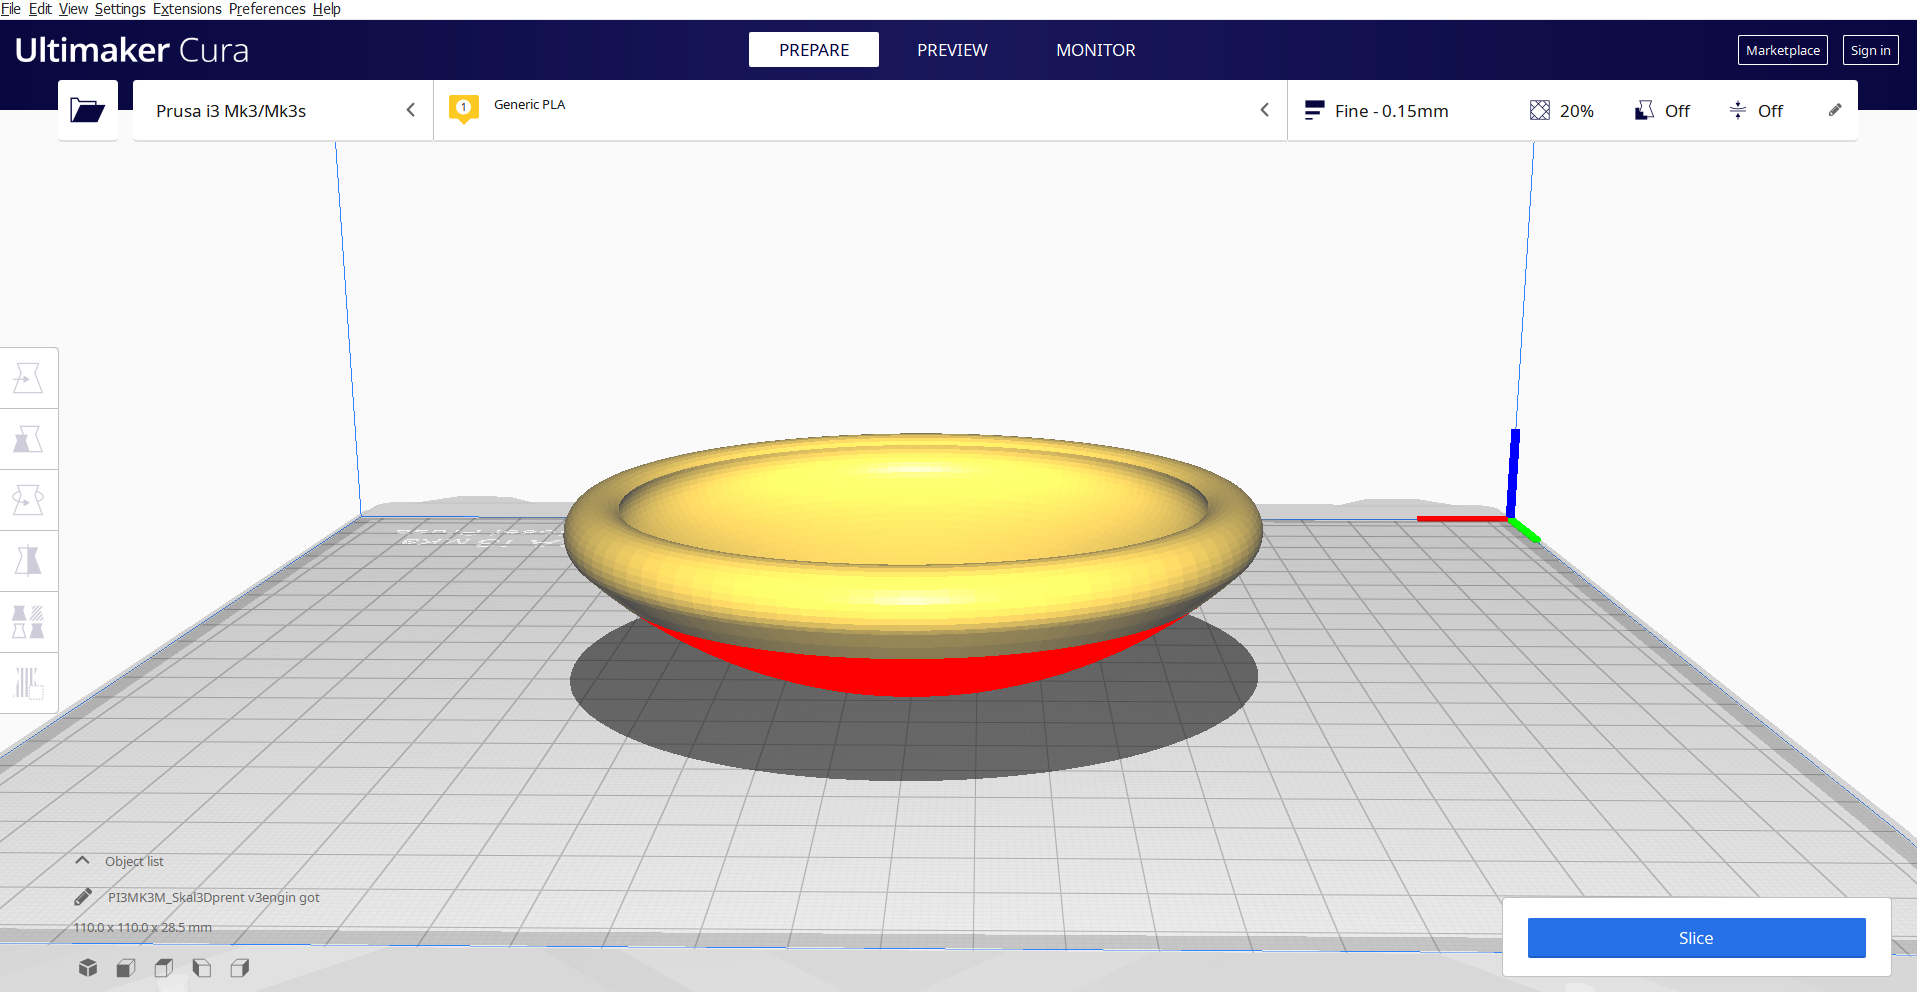 File Edit View Settings Extensions Preferences Help
Ultimaker Cura
PREPARE PREVIEW MONITOR
Marketplace Sign in
Prusa i3 Mk3/Mk3s
1 Generic PLA
Fine - 0.15mm 20% Off Off
Object list
PI3MK3M_Skal3Dprent v3engin got
110.0 x 110.0 x 28.5 mm
Slice